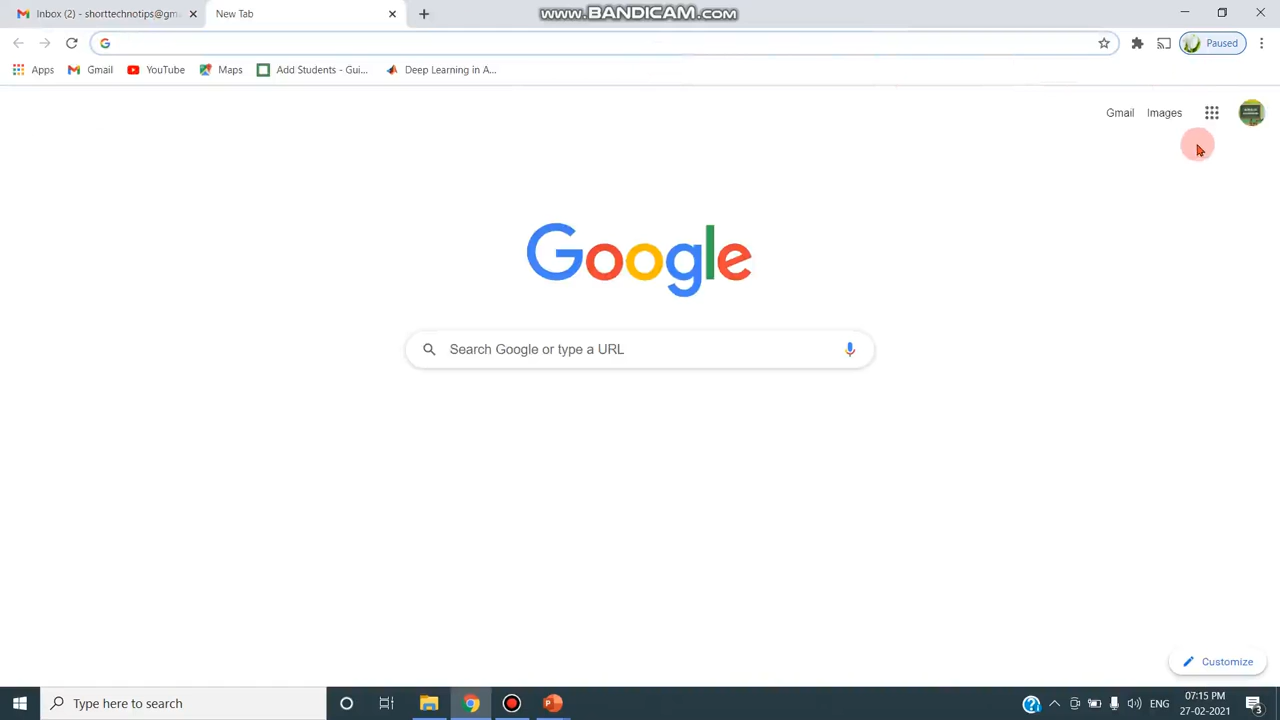 Inbox (2) - shorttechnotips@gm
New Tab
www.BANDICAM.com
Paused
Apps
Gmail
YouTube
Maps
Add Students - Gui...
Deep Learning in A...
Gmail
Images
Google
Search Google or type a URL
Customize
Type here to search
ENG
07:15 PM
27-02-2021
3